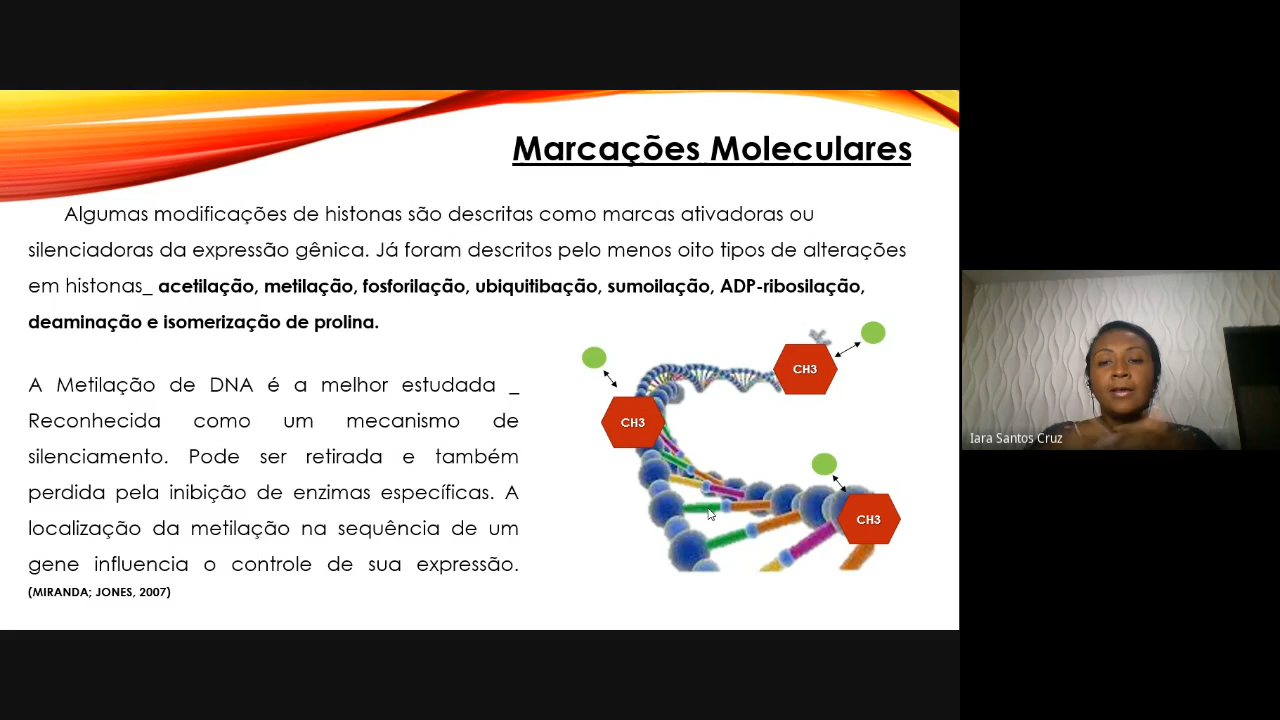 Marcações Moleculares
Algumas modificações de histonas são descritas como marcas ativadoras ou
silenciadoras da expressão gênica. Já foram descritos pelo menos oito tipos de alterações
em histonas_ acetilação, metilação, fosforilação, ubiquitibação, sumoilação, ADP-ribosilação,
deaminação e isomerização de prolina.
A Metilação de DNA é a melhor estudada _
Reconhecida como um mecanismo de
silenciamento. Pode ser retirada e também
perdida pela inibição de enzimas específicas. A
localização da metilação na sequência de um
gene influencia o controle de sua expressão.
(MIRANDA; JONES, 2007)
CH3
CH3
CH3
Iara Santos Cruz